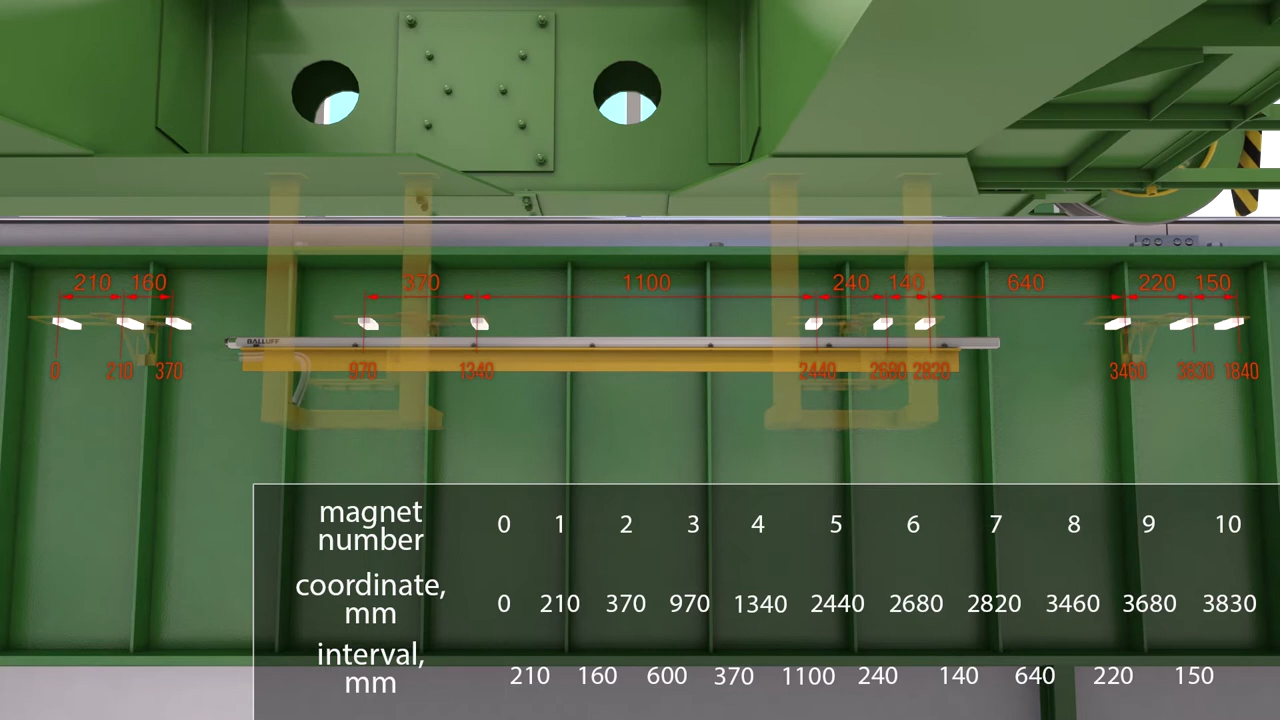 210 160 370 1100 240 140 640 220 150
BALLUFF
0 210 370 970 1340 2440 2680 2820 3460 3830 1840
magnet
number
0 1 2 3 4 5 6 7 8 9 10
coordinate,
mm
0 210 370 970 1340 2440 2680 2820 3460 3680 3830
interval,
mm
210 160 600 370 1100 240 140 640 220 150